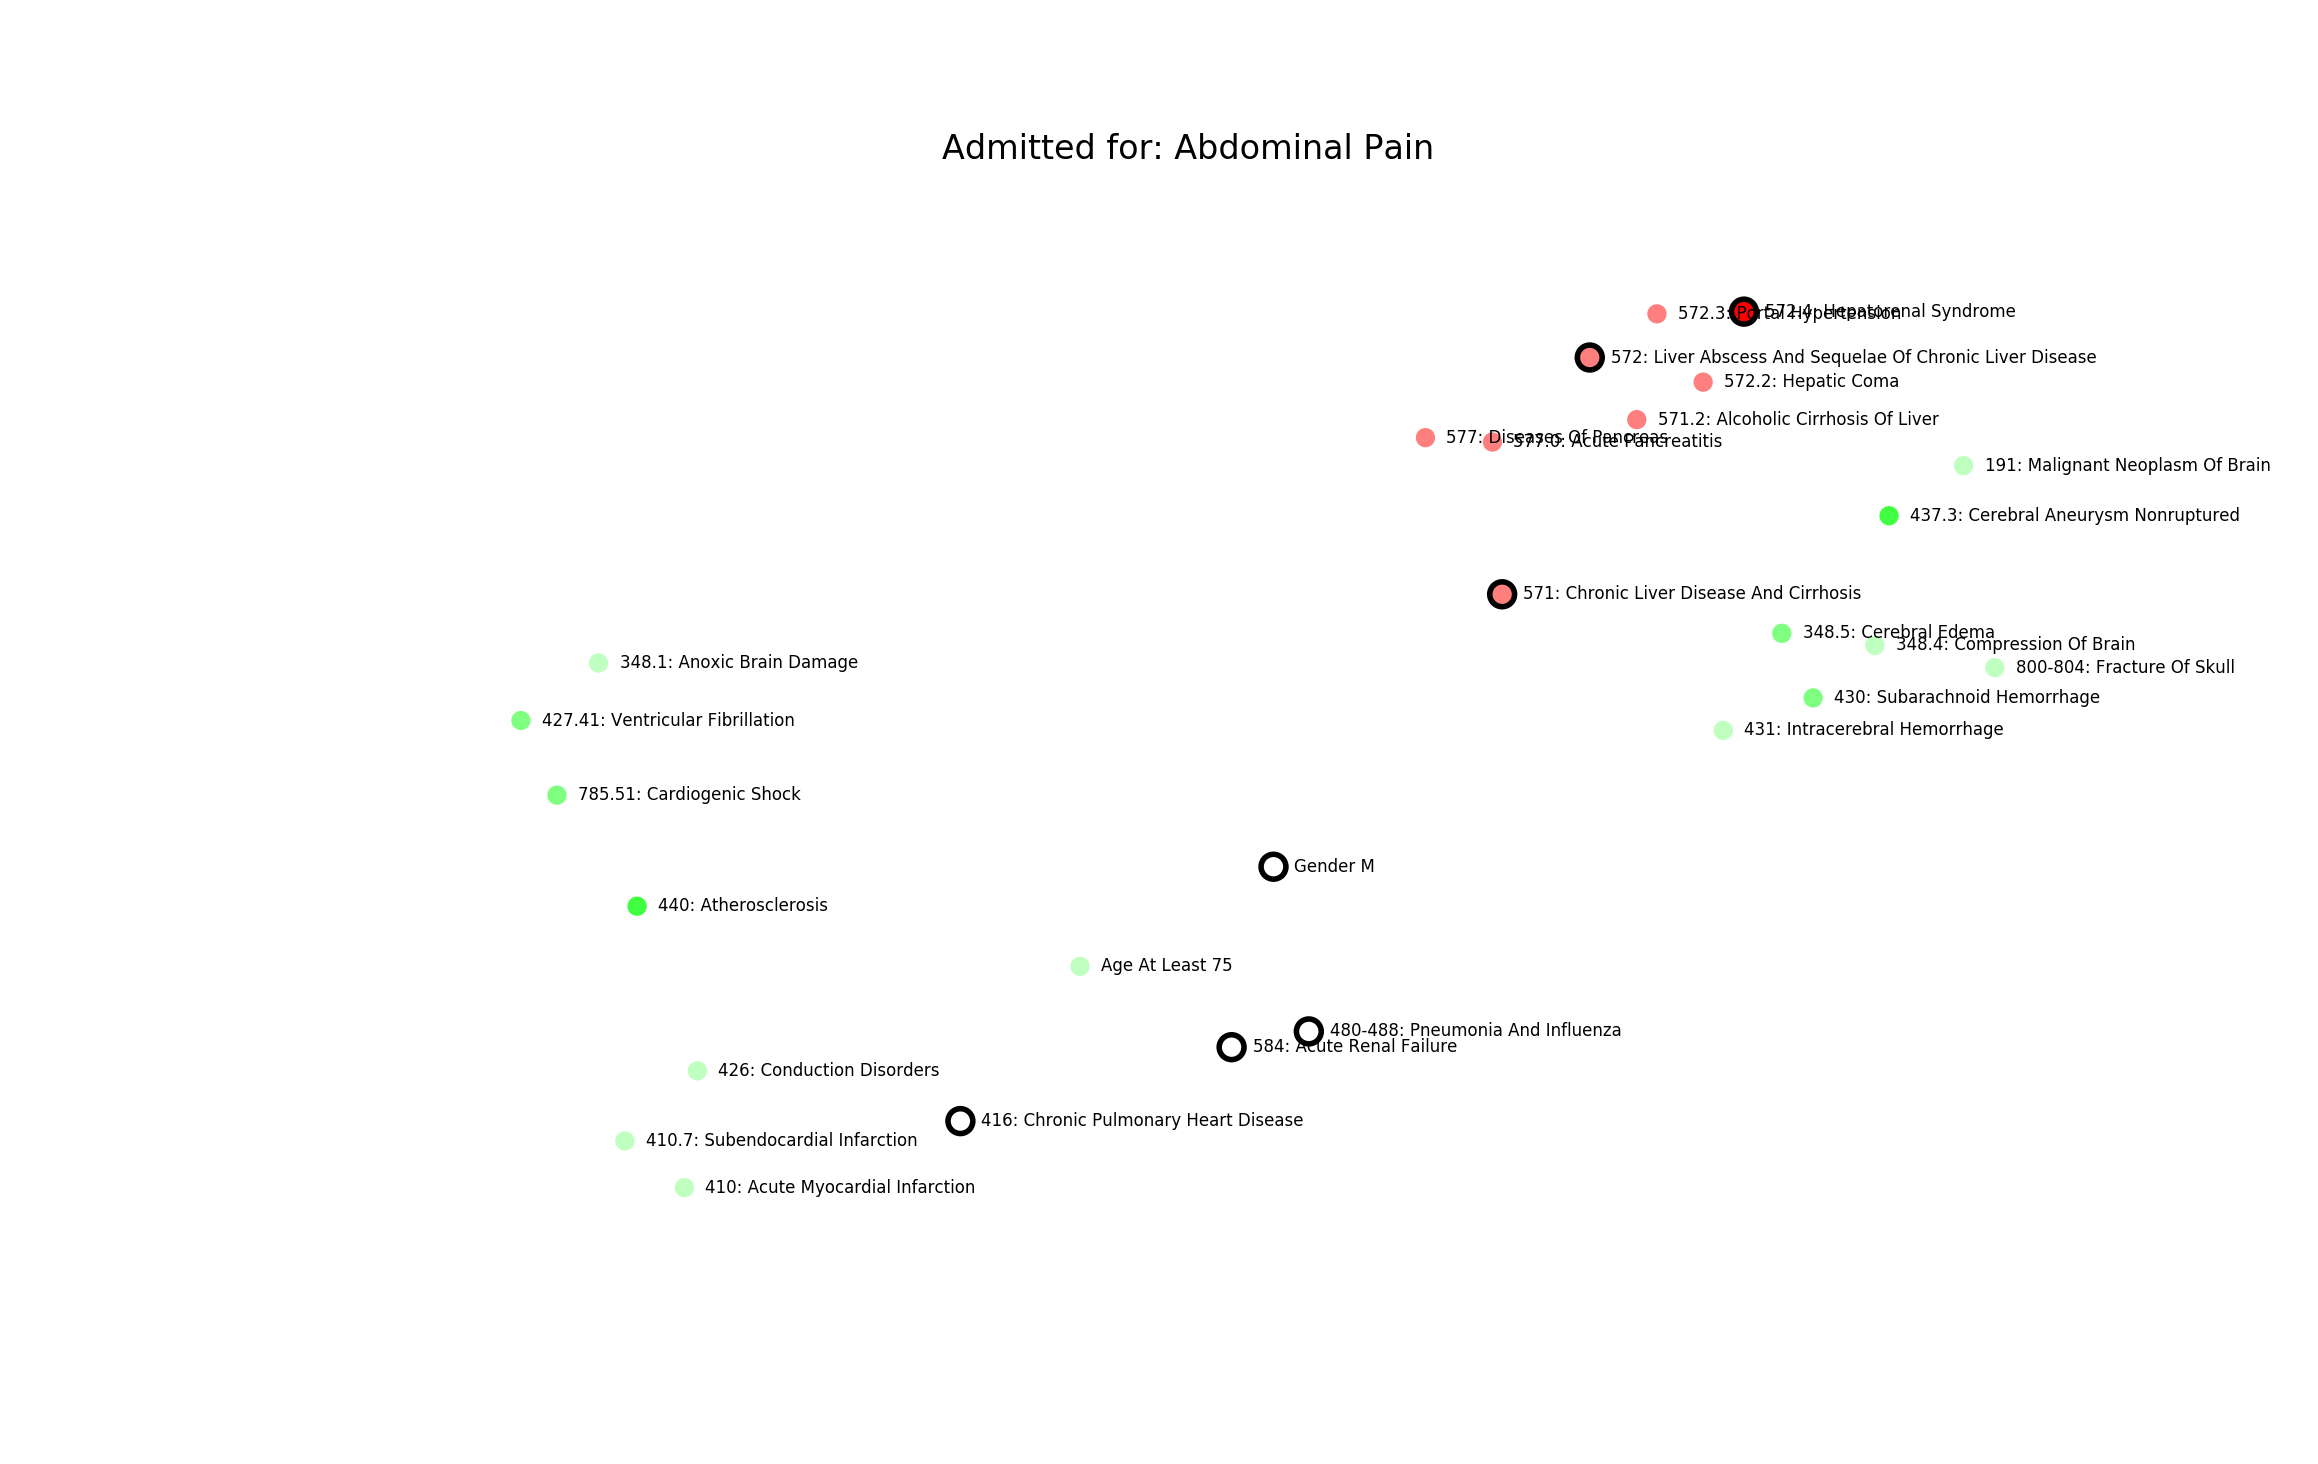 Admitted for: Abdominal Pain
572.3: Portal Hypertension
572.4: Hepatorenal Syndrome
572: Liver Abscess And Sequelae Of Chronic Liver Disease
572.2: Hepatic Coma
571.2: Alcoholic Cirrhosis Of Liver
577: Diseases Of Pancreas
577.0: Acute Pancreatitis
191: Malignant Neoplasm Of Brain
437.3: Cerebral Aneurysm Nonruptured
571: Chronic Liver Disease And Cirrhosis
348.5: Cerebral Edema
348.4: Compression Of Brain
348.1: Anoxic Brain Damage
800-804: Fracture Of Skull
430: Subarachnoid Hemorrhage
427.41: Ventricular Fibrillation
431: Intracerebral Hemorrhage
785.51: Cardiogenic Shock
Gender M
440: Atherosclerosis
Age At Least 75
480-488: Pneumonia And Influenza
584: Acute Renal Failure
426: Conduction Disorders
416: Chronic Pulmonary Heart Disease
410.7: Subendocardial Infarction
410: Acute Myocardial Infarction